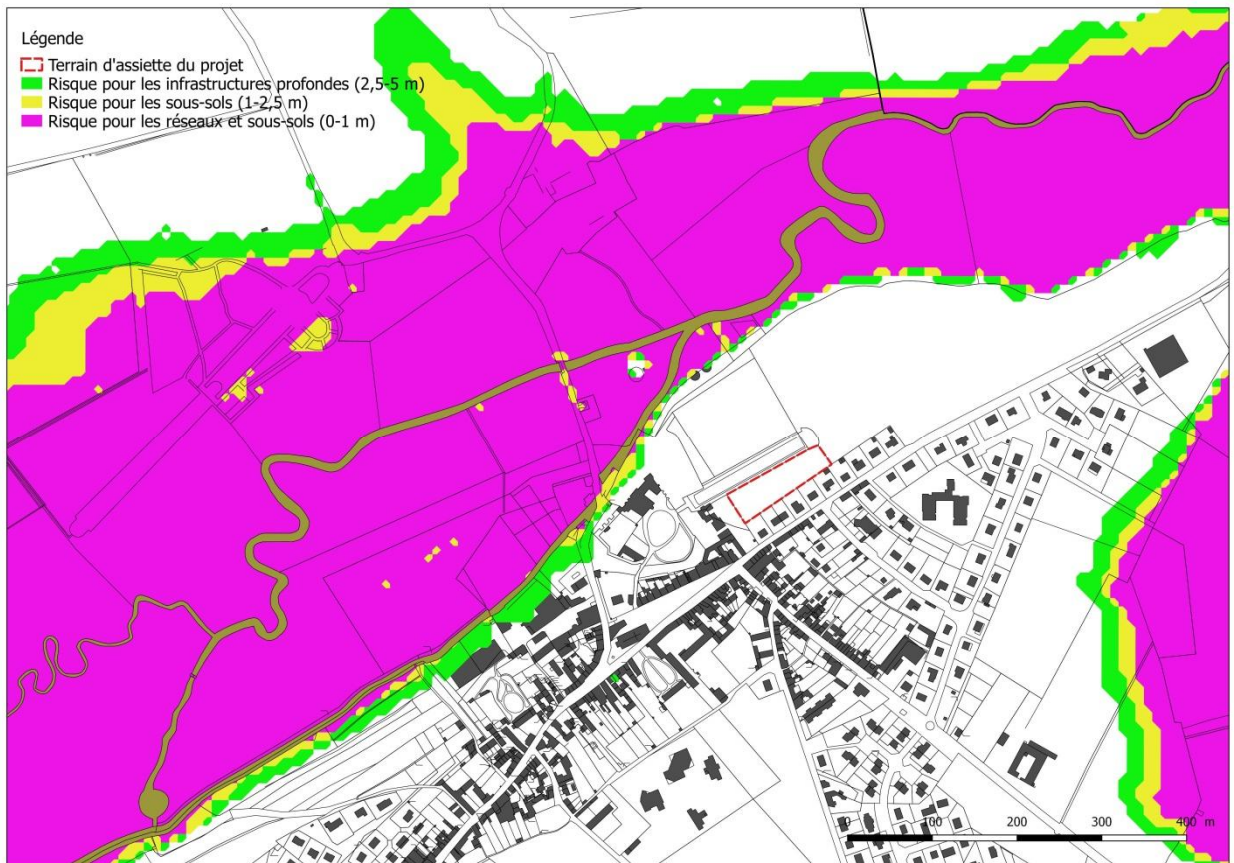 Légende
Terrain d'assiette du projet
Risque pour les infrastructures profondes (2,5-5 m)
Risque pour les sous-sols (1-2,5 m)
Risque pour les réseaux et sous-sols (0-1 m)
0 100 200 300 400 m